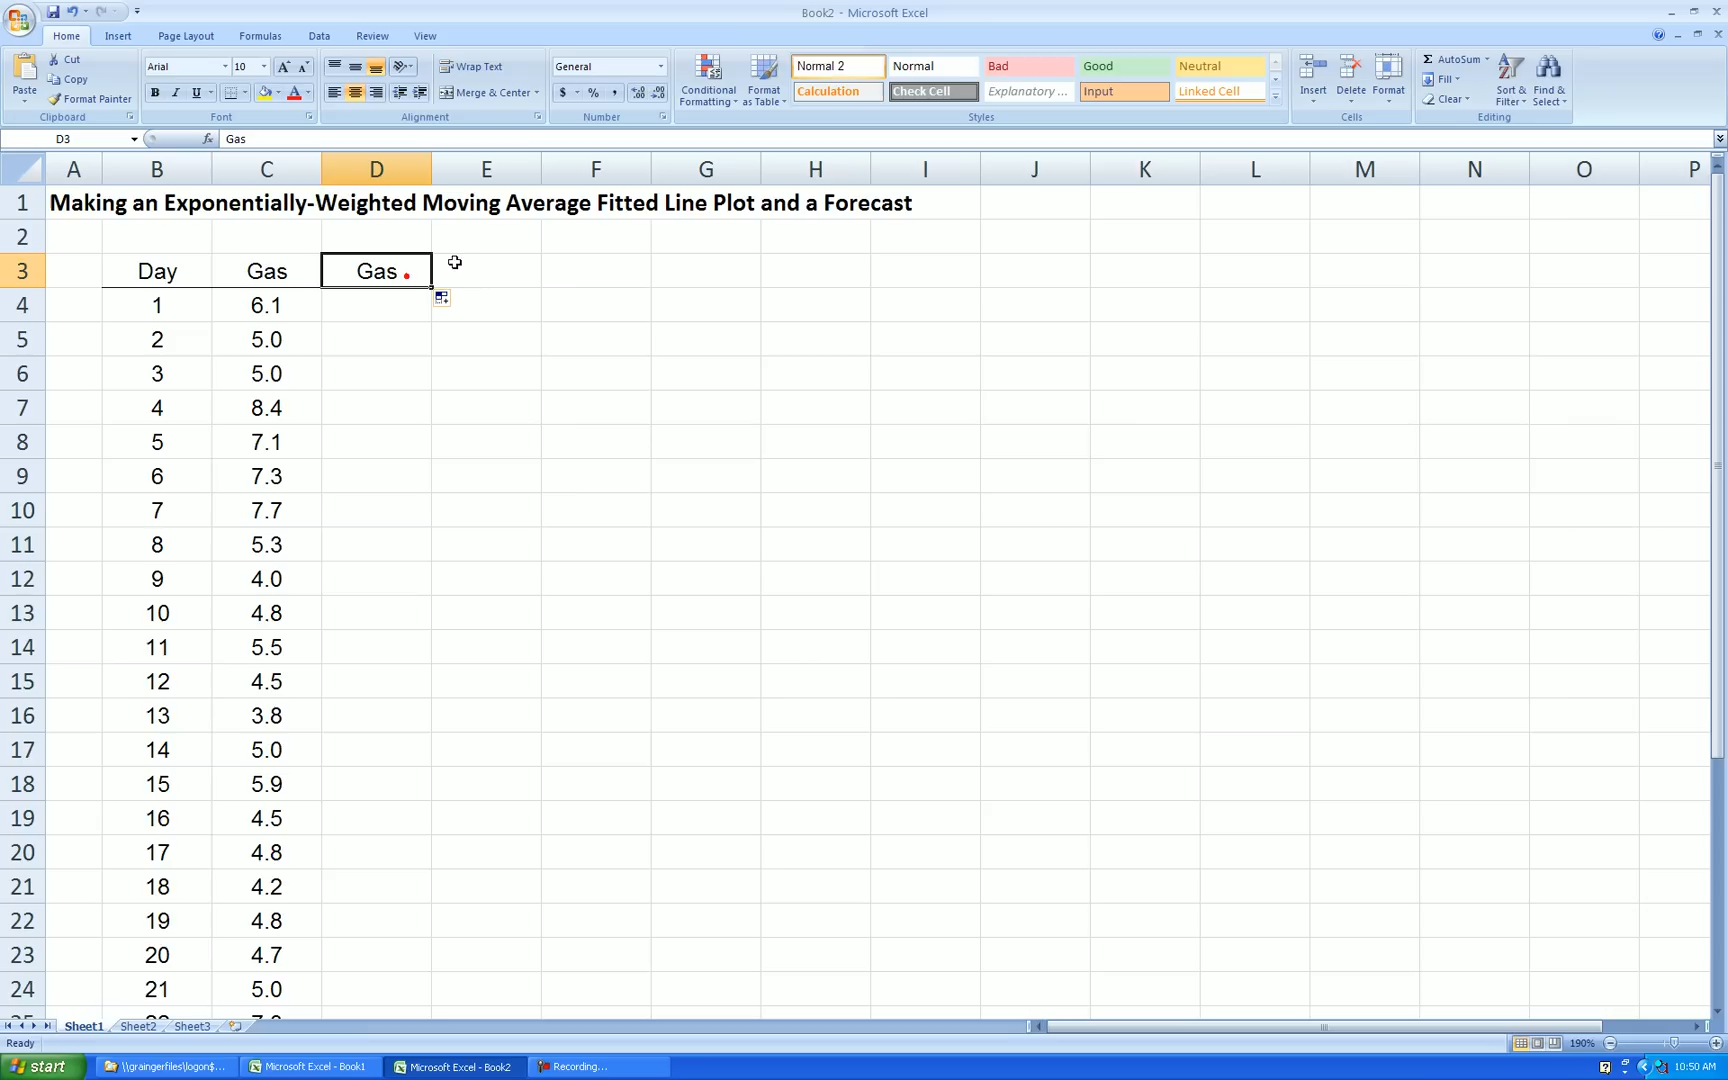 Book2 - Microsoft Excel
Home Insert Page Layout Formulas Data Review View
Paste Cut Copy Format Painter Clipboard
Arial 10 B I U Font
Wrap Text Merge & Center Alignment
General $ % , Number
Conditional Formatting Format as Table
Normal 2 Normal Bad Good Neutral
Calculation Check Cell Explanatory ... Input Linked Cell
Styles
Insert Delete Format Cells
Σ AutoSum Fill Clear Sort & Filter Find & Select Editing
D3 fx Gas
A B C D E F G H I J K L M N O P
1 Making an Exponentially-Weighted Moving Average Fitted Line Plot and a Forecast
2
3 Day Gas Gas
4 1 6.1
5 2 5.0
6 3 5.0
7 4 8.4
8 5 7.1
9 6 7.3
10 7 7.7
11 8 5.3
12 9 4.0
13 10 4.8
14 11 5.5
15 12 4.5
16 13 3.8
17 14 5.0
18 15 5.9
19 16 4.5
20 17 4.8
21 18 4.2
22 19 4.8
23 20 4.7
24 21 5.0
Sheet1 Sheet2 Sheet3
Ready 190%
start \\graingerfiles\logon$... Microsoft Excel - Book1 Microsoft Excel - Book2 Recording... 10:50 AM